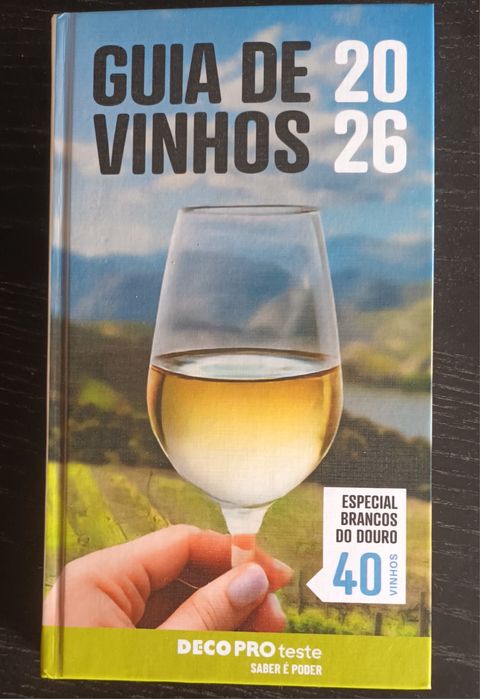 GUIA DE 20
VINHOS 26
ESPECIAL
BRANCOS
DO DOURO
40 VINHOS
DECO PROteste
SABER É PODER